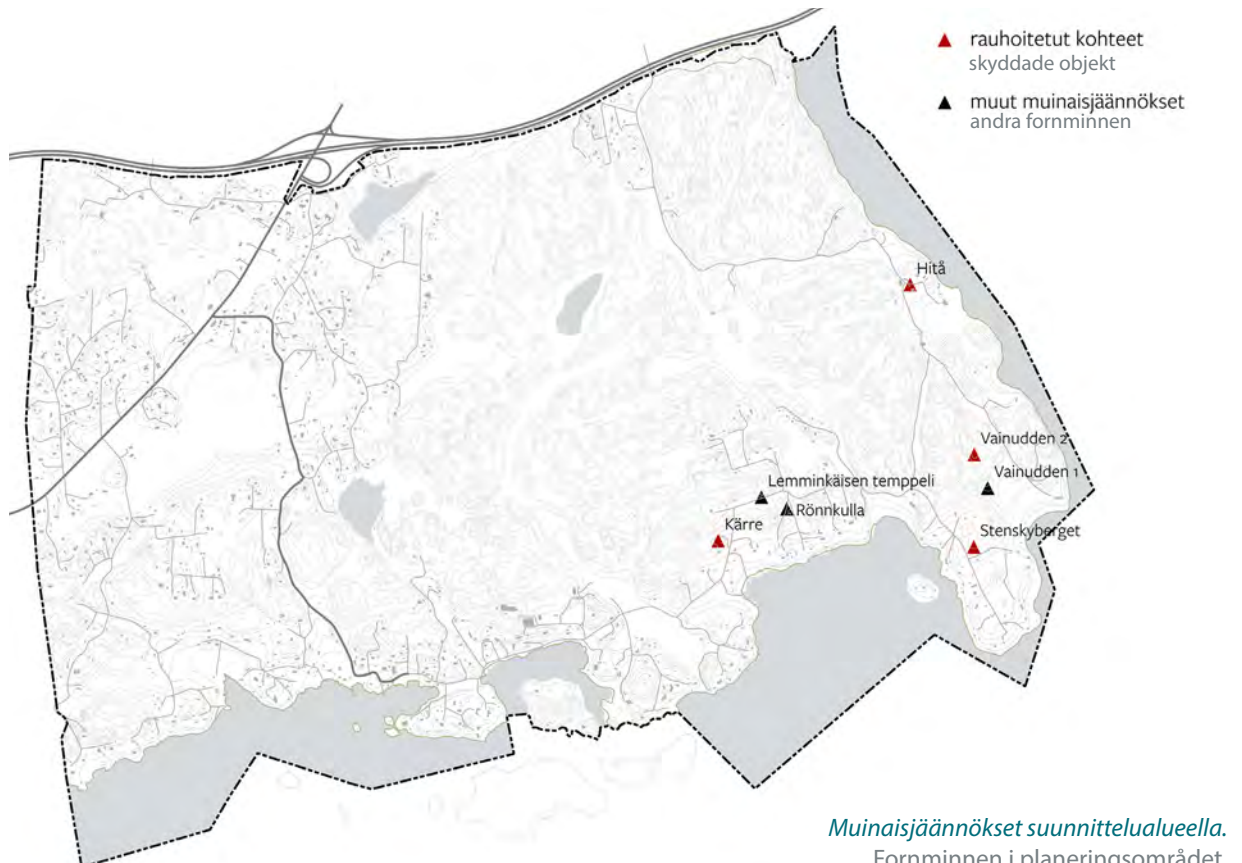 rauhoitetut kohteet
skyddade objekt
muut muinaisjäännökset
andra fornminnen
Hitå
Vainudden 2
Vainudden 1
Lemminkäisen temppeli
Rönnkulla
Kärre
Stenskyberget
Muinaisjäännökset suunnittelualueella.
Fornminnen i planeringsområdet.